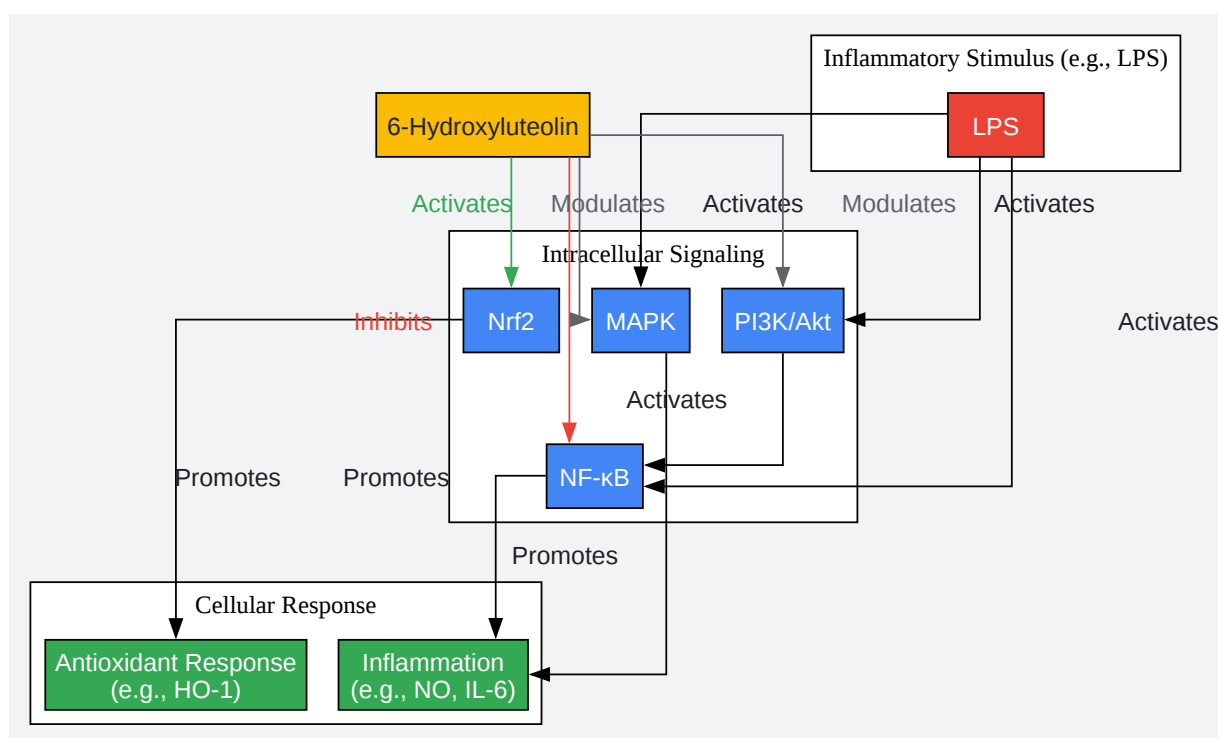 Inflammatory Stimulus (e.g., LPS)
6-Hydroxyluteolin
LPS
Activates
Modulates
Activates
Modulates
Activates
Intracellular Signaling
Inhibits
Nrf2
MAPK
PI3K/Akt
Activates
Activates
Promotes
Promotes
NF-κB
Promotes
Cellular Response
Antioxidant Response
(e.g., HO-1)
Inflammation
(e.g., NO, IL-6)